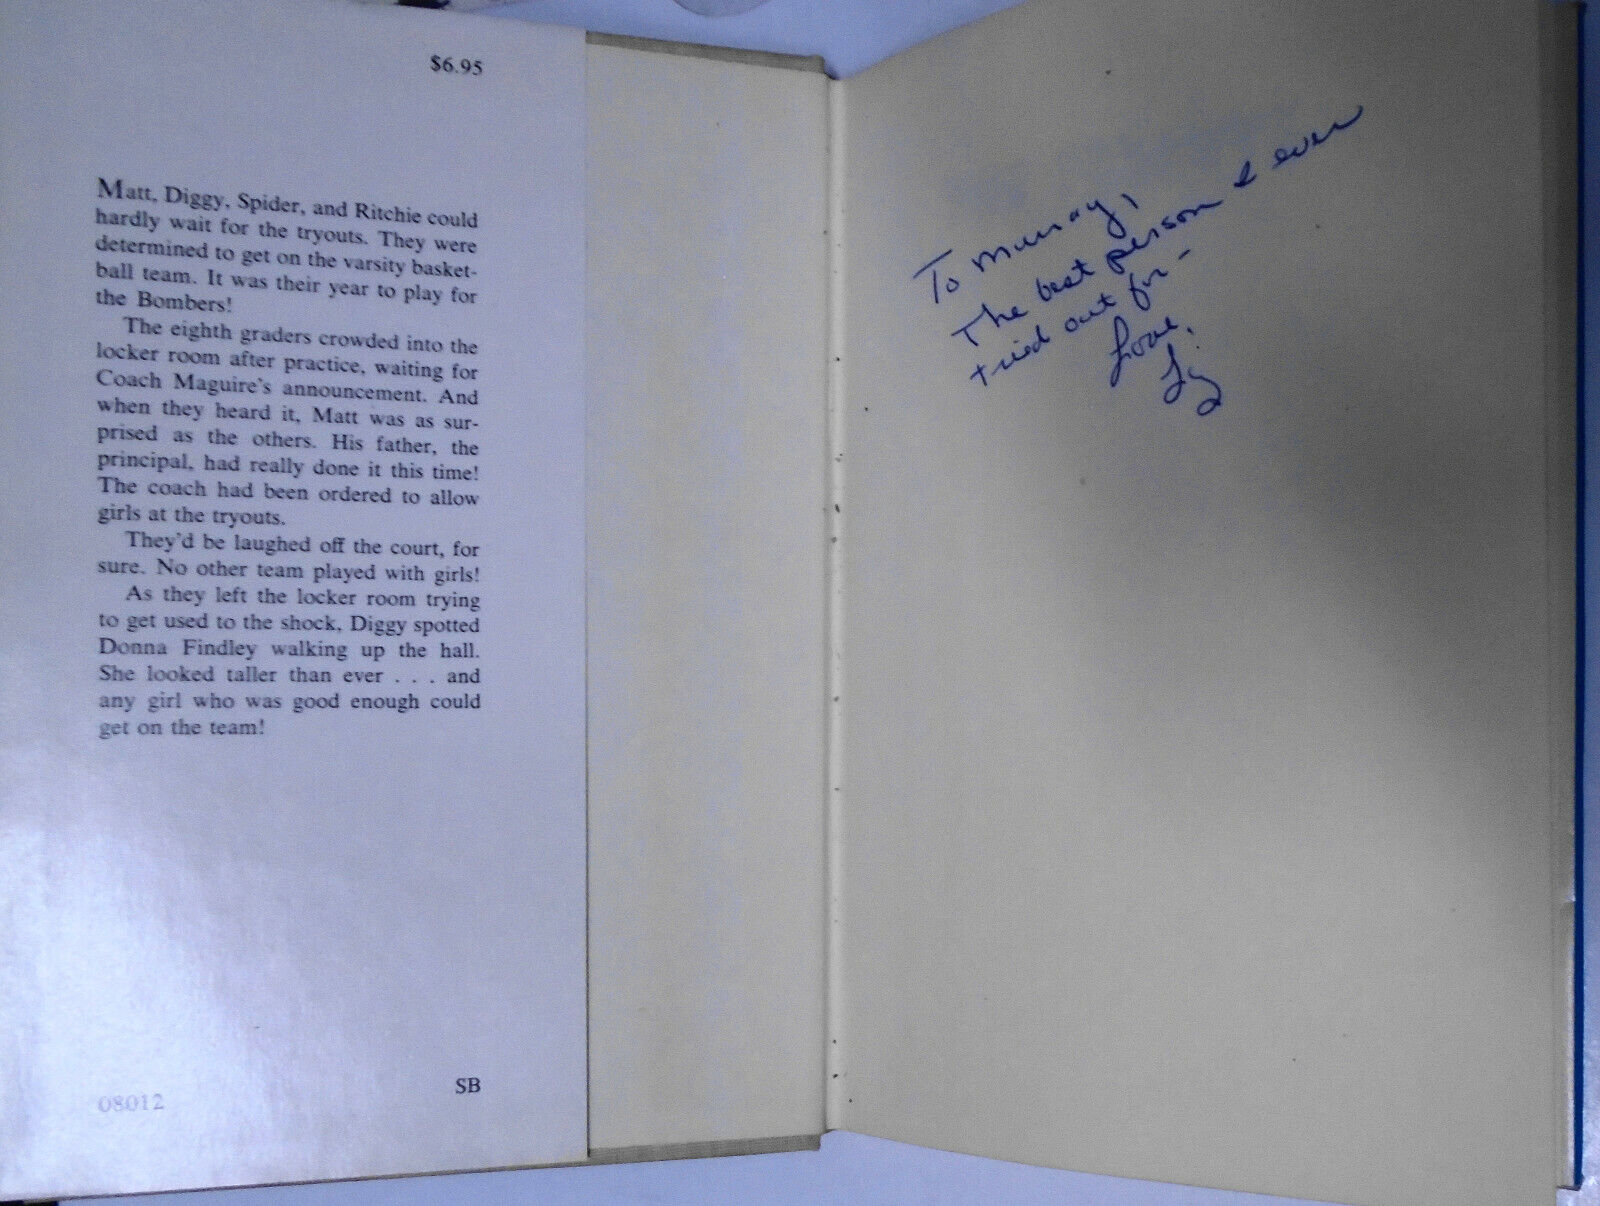 $6.95
Matt, Diggy, Spider, and Ritchie could
hardly wait for the tryouts. They were
determined to get on the varsity basket-
ball team. It was their year to play for
the Bombers!
The eighth graders crowded into the
locker room after practice, waiting for
Coach Maguire's announcement. And
when they heard it, Matt was as sur-
prised as the others. His father, the
principal, had really done it this time!
The coach had been ordered to allow
girls at the tryouts.
They'd be laughed off the court, for
sure. No other team played with girls!
As they left the locker room trying
to get used to the shock, Diggy spotted
Donna Findley walking up the hall.
She looked taller than ever . . . and
any girl who was good enough could
get on the team!
SB
08012
To Murray,
The best person I ever
tried out for -
Love,